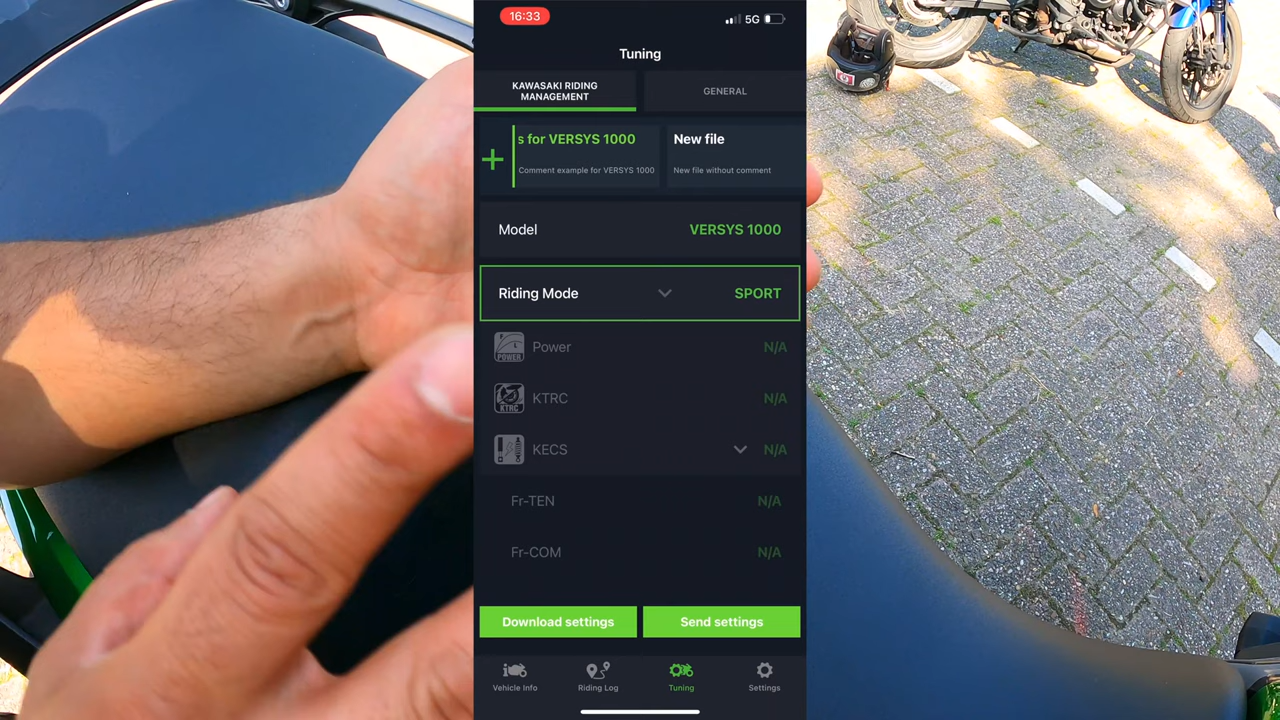 16:33
5G
Tuning
KAWASAKI RIDING
MANAGEMENT
GENERAL
s for VERSYS 1000
Comment example for VERSYS 1000
New file
New file without comment
Model
VERSYS 1000
Riding Mode
SPORT
POWER
Power
N/A
KTRC
KTRC
N/A
KECS
N/A
Fr-TEN
N/A
Fr-COM
N/A
Download settings
Send settings
Vehicle Info
Riding Log
Tuning
Settings